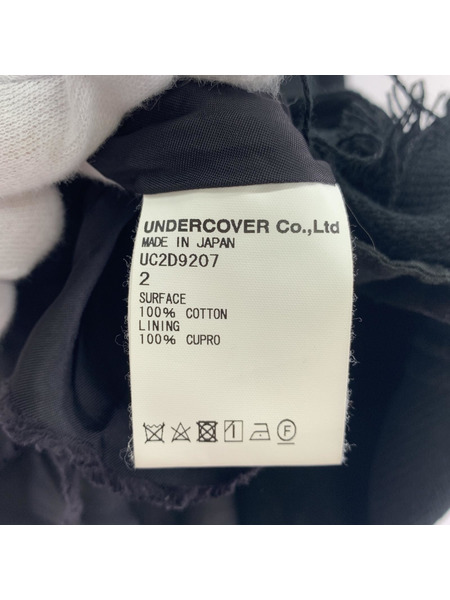 UNDERCOVER Co.,Ltd
MADE IN JAPAN
UC2D9207
2
SURFACE
100% COTTON
LINING
100% CUPRO
F